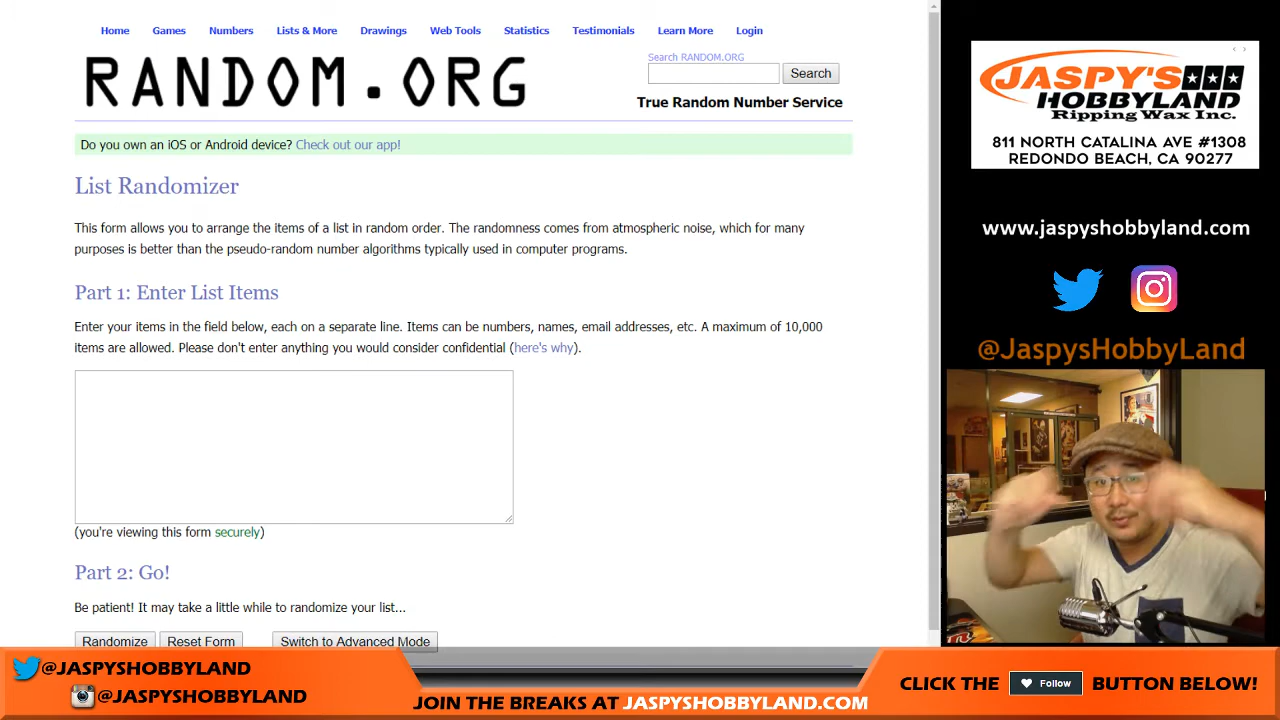 Home Games Numbers Lists & More Drawings Web Tools Statistics Testimonials Learn More Login
RANDOM.ORG
Search RANDOM.ORG
Search
True Random Number Service
Do you own an iOS or Android device? Check out our app!
List Randomizer
This form allows you to arrange the items of a list in random order. The randomness comes from atmospheric noise, which for many
purposes is better than the pseudo-random number algorithms typically used in computer programs.
Part 1: Enter List Items
Enter your items in the field below, each on a separate line. Items can be numbers, names, email addresses, etc. A maximum of 10,000
items are allowed. Please don't enter anything you would consider confidential (here's why).
(you're viewing this form securely)
Part 2: Go!
Be patient! It may take a little while to randomize your list...
Randomize Reset Form Switch to Advanced Mode
JASPY'S
HOBBYLAND
Ripping Wax Inc.
811 NORTH CATALINA AVE #1308
REDONDO BEACH, CA 90277
www.jaspyshobbyland.com
@JaspysHobbyLand
@JASPYSHOBBYLAND
@JASPYSHOBBYLAND
JOIN THE BREAKS AT JASPYSHOBBYLAND.COM
CLICK THE Follow BUTTON BELOW!